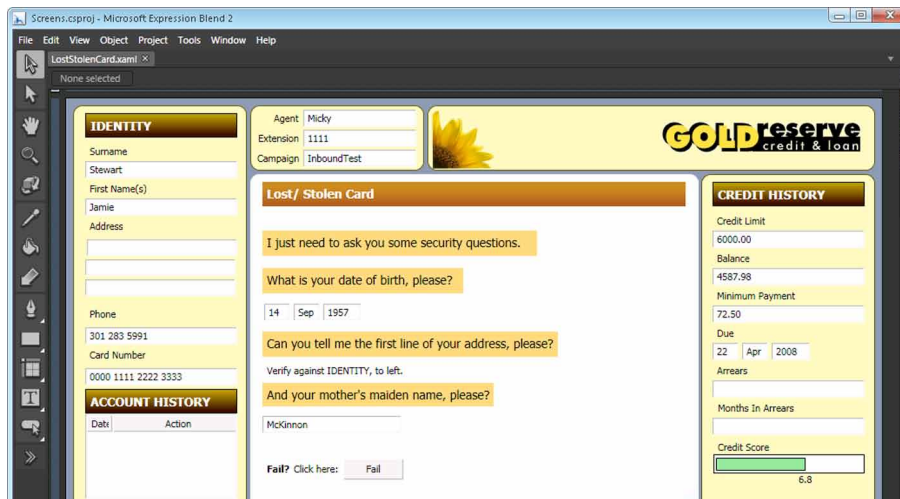 Screens.csproj - Microsoft Expression Blend 2
File Edit View Object Project Tools Window Help
LostStolenCard.xaml ×
None selected
IDENTITY
Surname
Stewart
First Name(s)
Jamie
Address
Phone
301 283 5991
Card Number
0000 1111 2222 3333
ACCOUNT HISTORY
Date Action
Agent Micky
Extension 1111
Campaign InboundTest
GOLD reserve
credit & loan
Lost/ Stolen Card
I just need to ask you some security questions.
What is your date of birth, please?
14 Sep 1957
Can you tell me the first line of your address, please?
Verify against IDENTITY, to left.
And your mother's maiden name, please?
McKinnon
Fail? Click here: Fail
CREDIT HISTORY
Credit Limit
6000.00
Balance
4587.98
Minimum Payment
72.50
Due
22 Apr 2008
Arrears
Months In Arrears
Credit Score
6.8